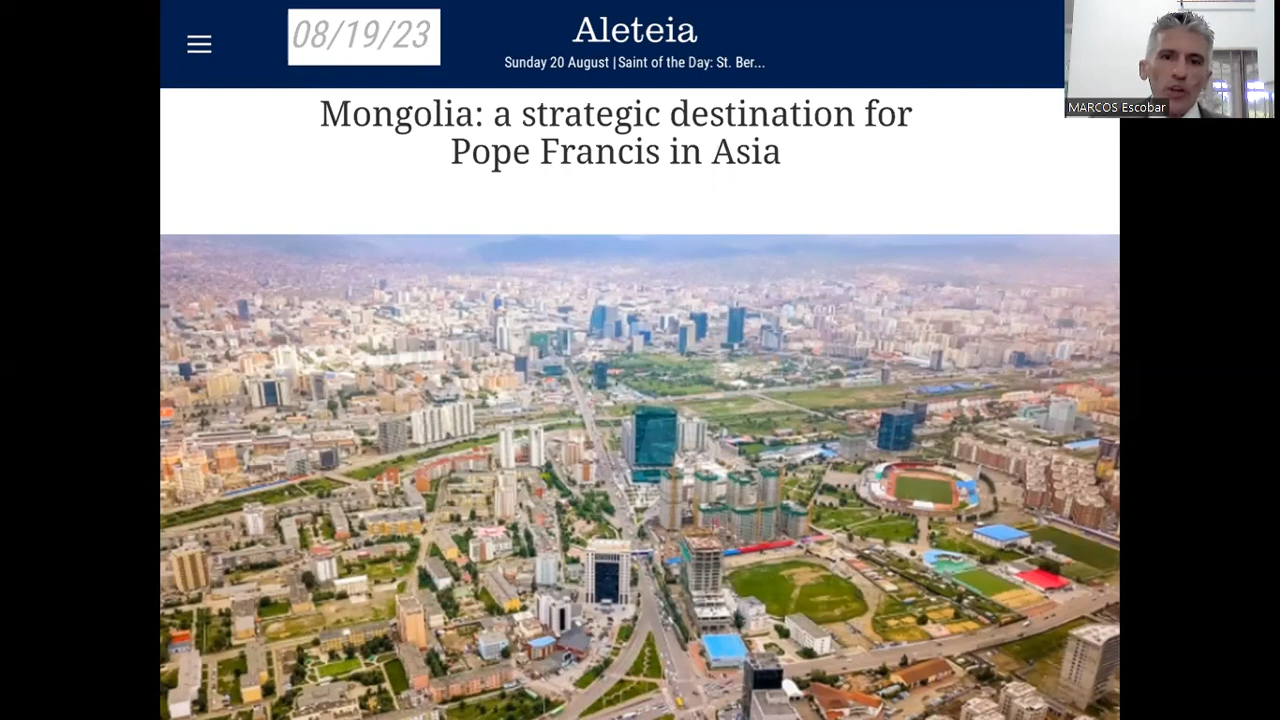 08/19/23
Aleteia
Sunday 20 August | Saint of the Day: St. Ber...
MARCOS Escobar
Mongolia: a strategic destination for
Pope Francis in Asia